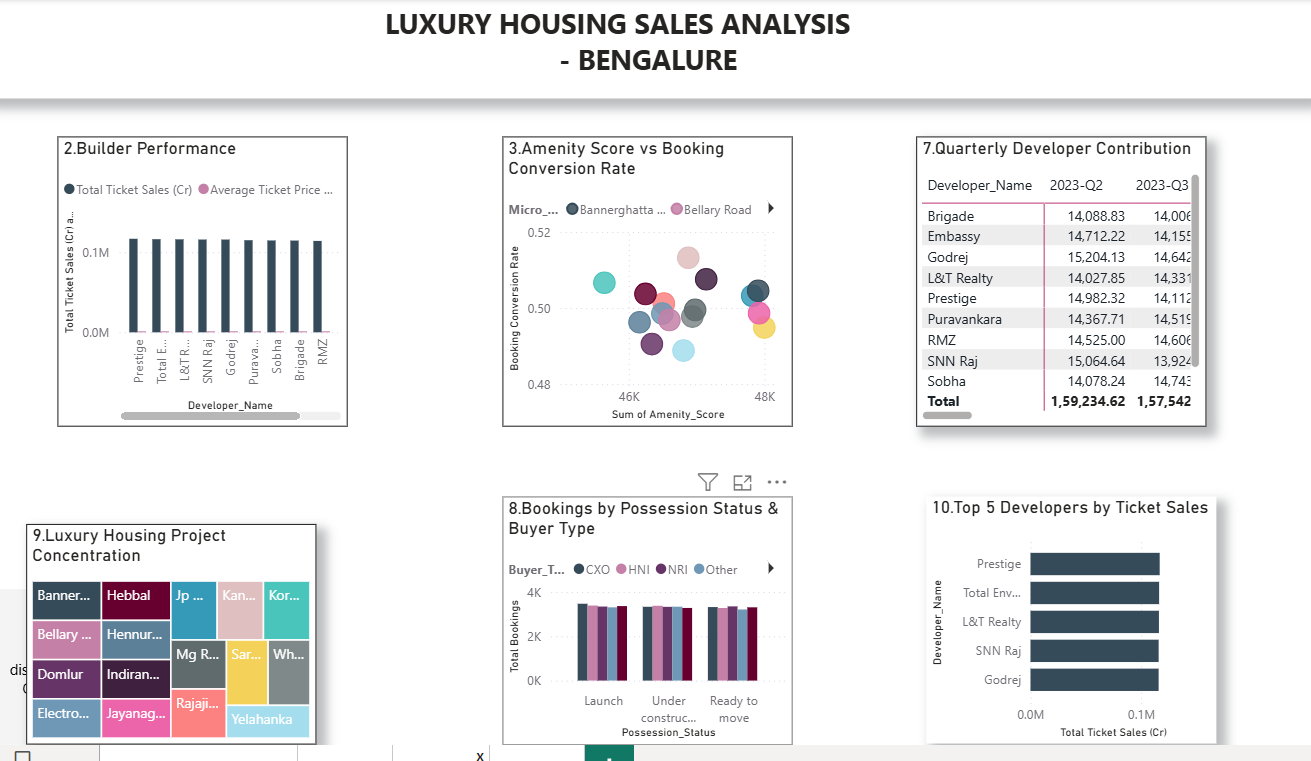 LUXURY HOUSING SALES ANALYSIS
- BENGALURE
2.Builder Performance
Total Ticket Sales (Cr) Average Ticket Price ...
Total Ticket Sales (Cr) a...
0.1M
0.0M
Prestige
Total E...
L&T R...
SNN Raj
Godrej
Purava...
Sobha
Brigade
RMZ
Developer_Name
3.Amenity Score vs Booking
Conversion Rate
Micro_... Bannerghatta ... Bellary Road
Booking Conversion Rate
0.52
0.50
0.48
46K 48K
Sum of Amenity_Score
7.Quarterly Developer Contribution
Developer_Name 2023-Q2 2023-Q3
Brigade 14,088.83 14,006
Embassy 14,712.22 14,155
Godrej 15,204.13 14,642
L&T Realty 14,027.85 14,331
Prestige 14,982.32 14,112
Puravankara 14,367.71 14,519
RMZ 14,525.00 14,606
SNN Raj 15,064.64 13,924
Sobha 14,078.24 14,743
Total 1,59,234.62 1,57,542
9.Luxury Housing Project
Concentration
Banner...
Bellary ...
Domlur
Electro...
Hebbal
Hennur...
Indiran...
Jayanag...
Jp ...
Kan...
Kor...
Mg R...
Sar...
Wh...
Rajaji...
Yelahanka
dis
8.Bookings by Possession Status &
Buyer Type
Buyer_T... CXO HNI NRI Other
Total Bookings
4K
2K
0K
Launch
Under
construc...
Ready to
move
Possession_Status
10.Top 5 Developers by Ticket Sales
Developer_Name
Prestige
Total Env...
L&T Realty
SNN Raj
Godrej
0.0M 0.1M
Total Ticket Sales (Cr)
x